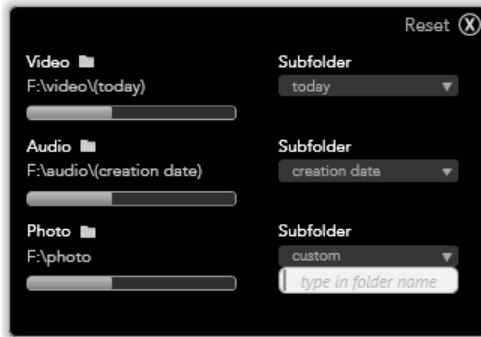 Reset X
Video
Subfolder
F:\video\(today)
today
Audio
Subfolder
F:\audio\(creation date)
creation date
Photo
Subfolder
F:\photo
custom
type in folder name